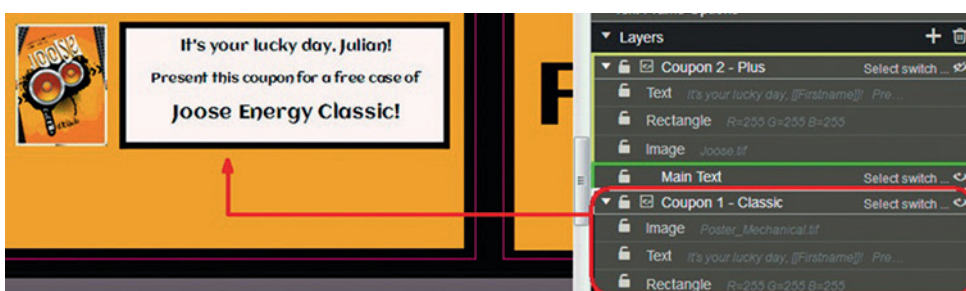 JOOSE
It's your lucky day, Julian!
Present this coupon for a free case of
Joose Energy Classic!
Layers
Coupon 2 - Plus Select switch ...
Text It's your lucky day, [[Firstname]]! Pre...
Rectangle R=255 G=255 B=255
Image Joose.tif
Main Text Select switch ...
Coupon 1 - Classic Select switch ...
Image Poster_Mechanical.tif
Text It's your lucky day, [[Firstname]]! Pre...
Rectangle R=255 G=255 B=255